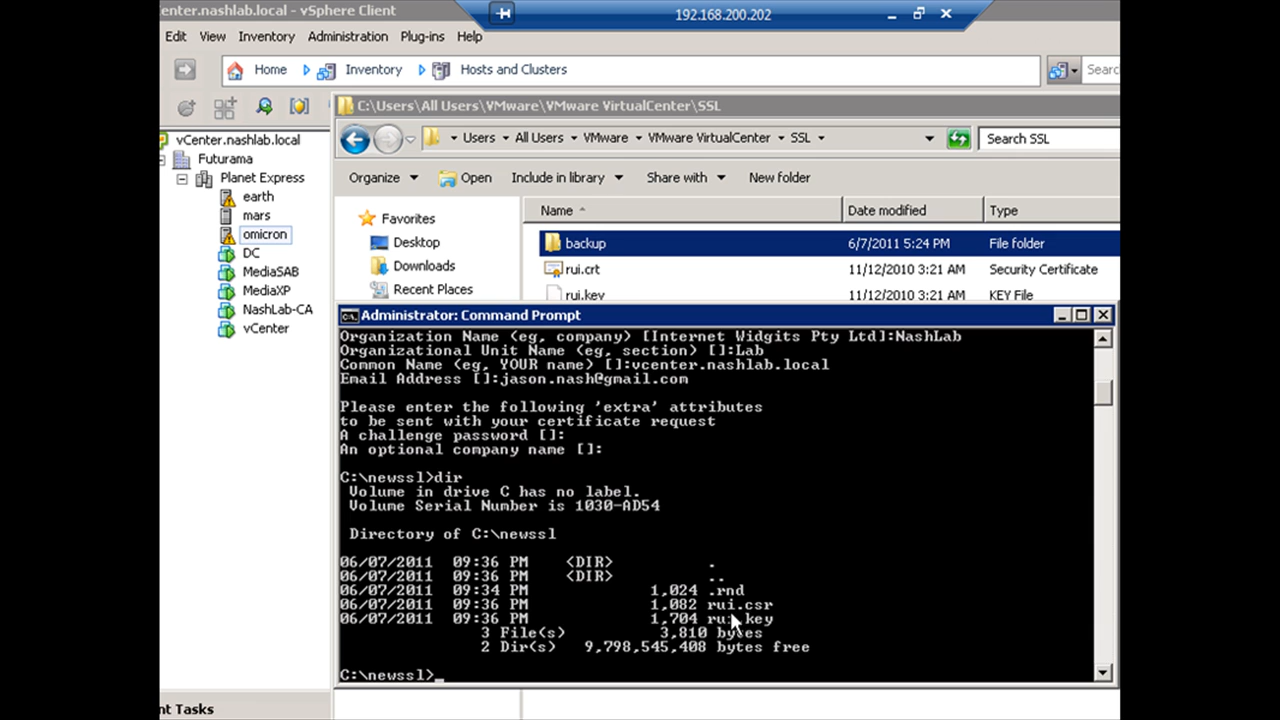 enter.nashlab.local - vSphere Client
192.168.200.202
Edit View Inventory Administration Plug-ins Help
Home Inventory Hosts and Clusters
Searc
C:\Users\All Users\VMware\VMware VirtualCenter\SSL
Users All Users VMware VMware VirtualCenter SSL
Search SSL
Organize Open Include in library Share with New folder
vCenter.nashlab.local
Futurama
Planet Express
earth
mars
omicron
DC
MediaSAB
MediaXP
NashLab-CA
vCenter
Favorites
Desktop
Downloads
Recent Places
Name Date modified Type
backup 6/7/2011 5:24 PM File folder
rui.crt 11/12/2010 3:21 AM Security Certificate
rui.key 11/12/2010 3:21 AM KEY File
Administrator: Command Prompt
Organization Name (eg, company) [Internet Widgits Pty Ltd]:NashLab
Organizational Unit Name (eg, section) []:Lab
Common Name (eg, YOUR name) []:vcenter.nashlab.local
Email Address []:jason.nash@gmail.com
Please enter the following 'extra' attributes
to be sent with your certificate request
A challenge password []:
An optional company name []:
C:\newssl>dir
Volume in drive C has no label.
Volume Serial Number is 1030-AD54
Directory of C:\newssl
06/07/2011 09:36 PM <DIR> .
06/07/2011 09:36 PM <DIR> ..
06/07/2011 09:34 PM 1,024 .rnd
06/07/2011 09:36 PM 1,082 rui.csr
06/07/2011 09:36 PM 1,704 rui.key
3 File(s) 3,810 bytes
2 Dir(s) 9,798,545,408 bytes free
C:\newssl>_
nt Tasks